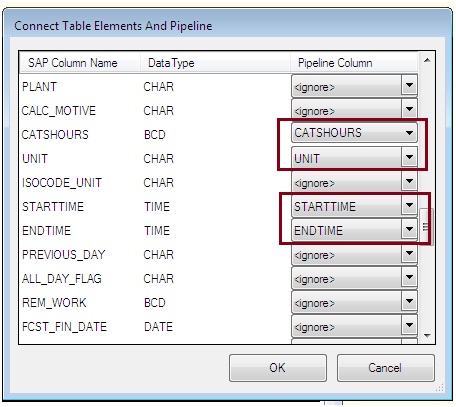 Connect Table Elements And Pipeline
SAP Column Name DataType Pipeline Column
PLANT CHAR <ignore>
CALC_MOTIVE CHAR <ignore>
CATSHOURS BCD CATSHOURS
UNIT CHAR UNIT
ISOCODE_UNIT CHAR <ignore>
STARTTIME TIME STARTTIME
ENDTIME TIME ENDTIME
PREVIOUS_DAY CHAR <ignore>
ALL_DAY_FLAG CHAR <ignore>
REM_WORK BCD <ignore>
FCST_FIN_DATE DATE <ignore>
OK Cancel